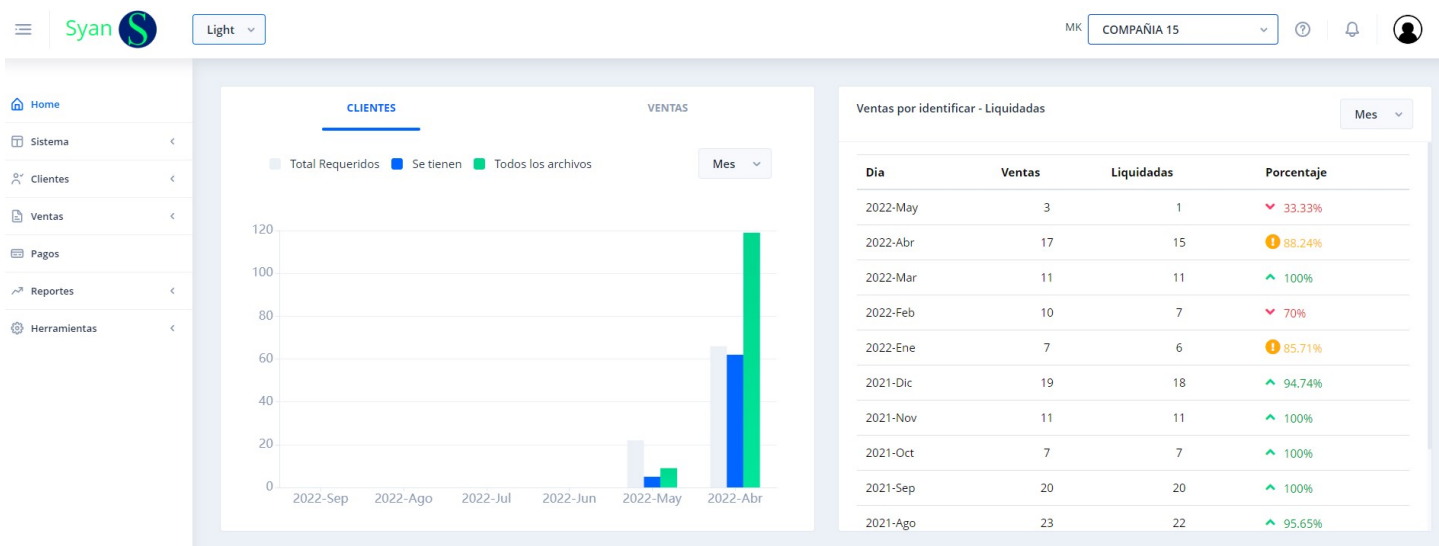 Syan S Light MK COMPAÑIA 15
Home
Sistema
Clientes
Ventas
Pagos
Reportes
Herramientas
CLIENTES VENTAS
Total Requeridos Se tienen Todos los archivos Mes
120
100
80
60
40
20
0
2022-Sep 2022-Ago 2022-Jul 2022-Jun 2022-May 2022-Abr
Ventas por identificar - Liquidadas Mes
Dia Ventas Liquidadas Porcentaje
2022-May 3 1 33.33%
2022-Abr 17 15 88.24%
2022-Mar 11 11 100%
2022-Feb 10 7 70%
2022-Ene 7 6 85.71%
2021-Dic 19 18 94.74%
2021-Nov 11 11 100%
2021-Oct 7 7 100%
2021-Sep 20 20 100%
2021-Ago 23 22 95.65%